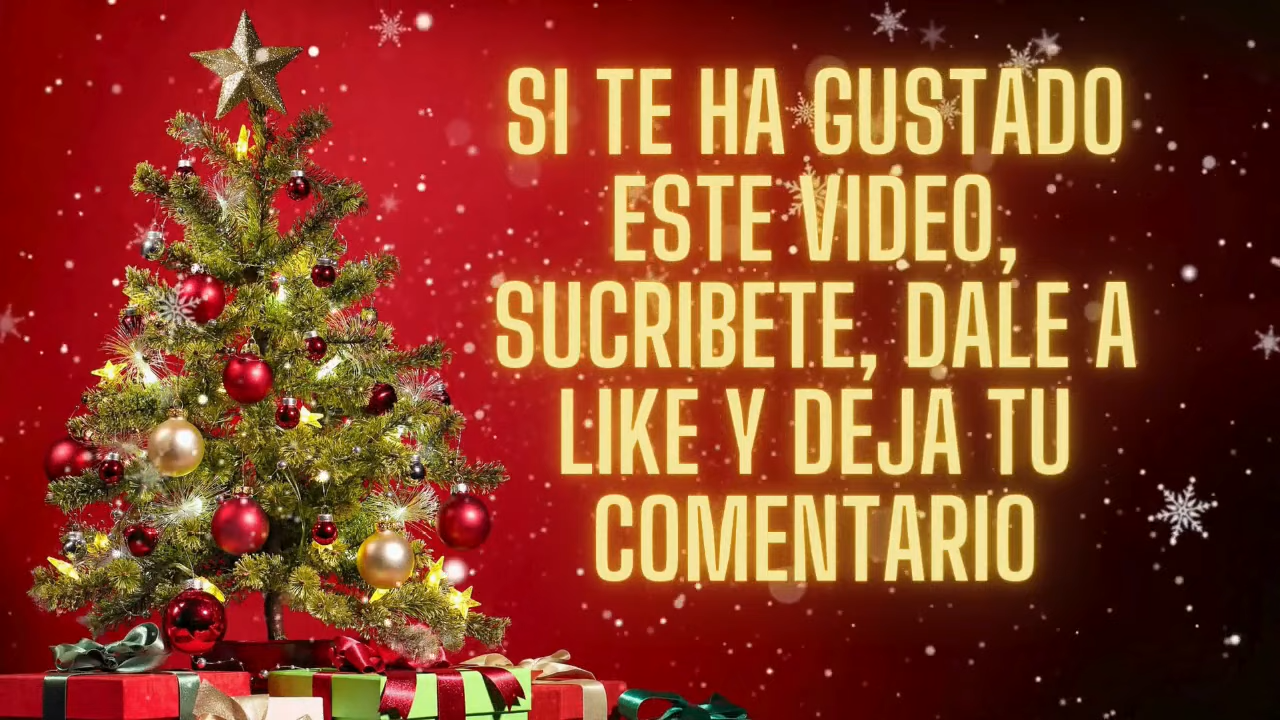 SI TE HA GUSTADO
ESTE VIDEO,
SUCRIBETE, DALE A
LIKE Y DEJA TU
COMENTARIO